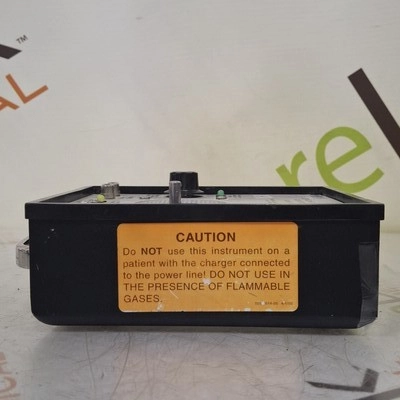 CAUTION
Do NOT use this instrument on a
patient with the charger connected
to the power line! DO NOT USE IN
THE PRESENCE OF FLAMMABLE
GASES.